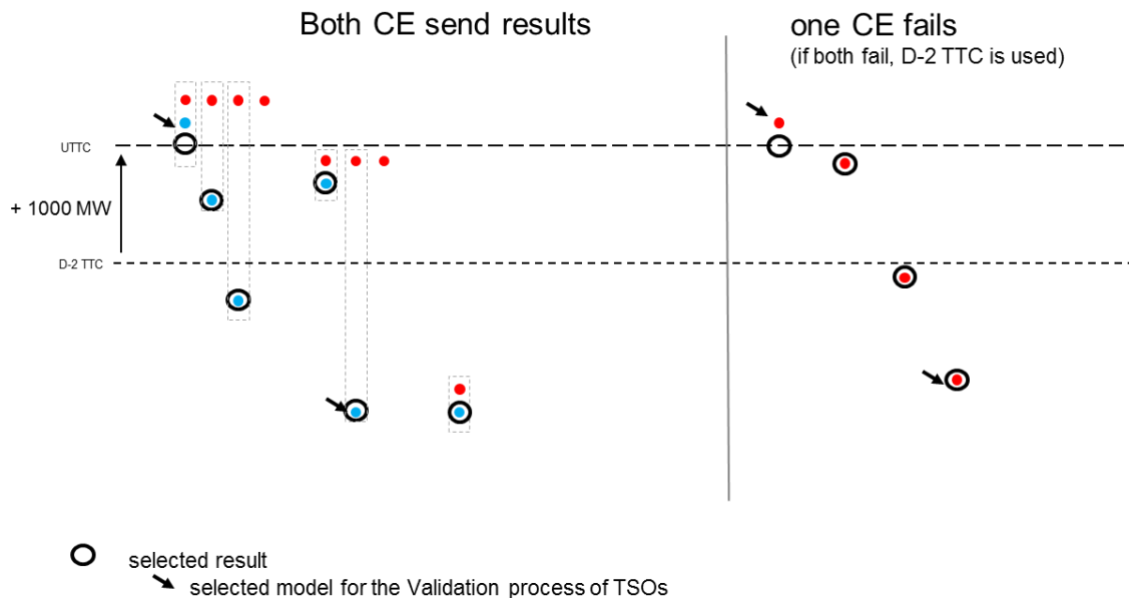 Both CE send results
one CE fails
(if both fail, D-2 TTC is used)
UTTC
+ 1000 MW
D-2 TTC
selected result
selected model for the Validation process of TSOs